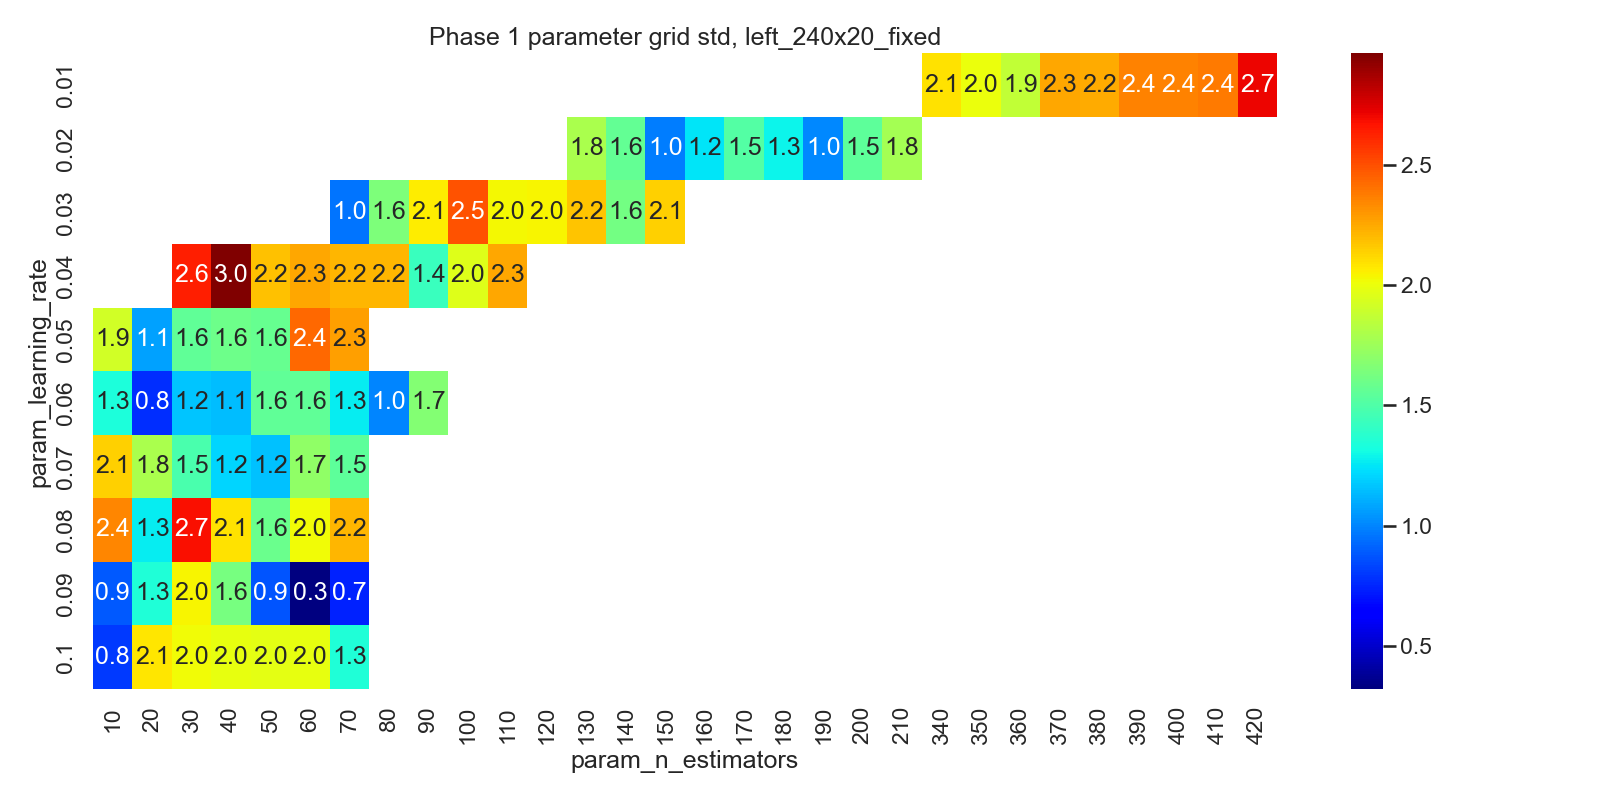 Phase 1 parameter grid std, left_240x20_fixed
param_learning_rate
0.01 2.1 2.0 1.9 2.3 2.2 2.4 2.4 2.4 2.7
0.02 1.8 1.6 1.0 1.2 1.5 1.3 1.0 1.5 1.8
0.03 1.0 1.6 2.1 2.5 2.0 2.0 2.2 1.6 2.1
0.04 2.6 3.0 2.2 2.3 2.2 2.2 1.4 2.0 2.3
0.05 1.9 1.1 1.6 1.6 1.6 2.4 2.3
0.06 1.3 0.8 1.2 1.1 1.6 1.6 1.3 1.0 1.7
0.07 2.1 1.8 1.5 1.2 1.2 1.7 1.5
0.08 2.4 1.3 2.7 2.1 1.6 2.0 2.2
0.09 0.9 1.3 2.0 1.6 0.9 0.3 0.7
0.1 0.8 2.1 2.0 2.0 2.0 2.0 1.3
10 20 30 40 50 60 70 80 90 100 110 120 130 140 150 160 170 180 190 200 210 340 350 360 370 380 390 400 410 420
param_n_estimators
2.5
2.0
1.5
1.0
0.5